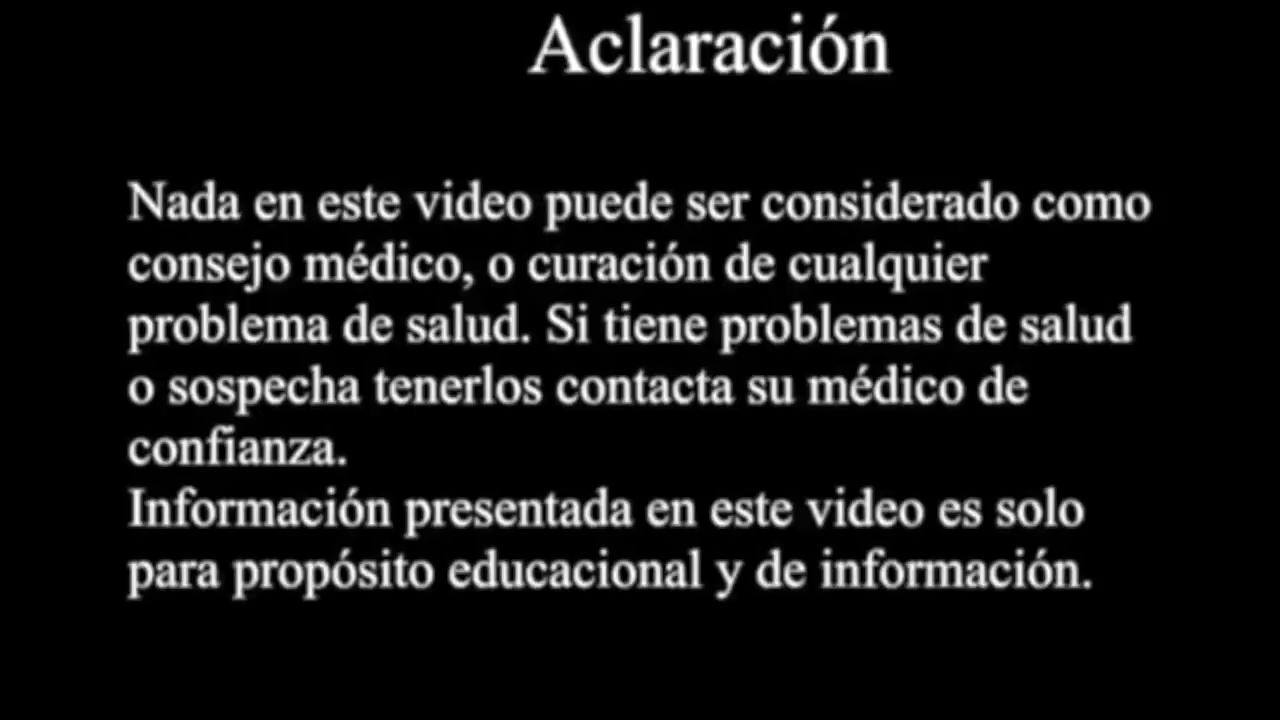 Aclaración
Nada en este video puede ser considerado como
consejo médico, o curación de cualquier
problema de salud. Si tiene problemas de salud
o sospecha tenerlos contacta su médico de
confianza.
Información presentada en este video es solo
para propósito educacional y de información.